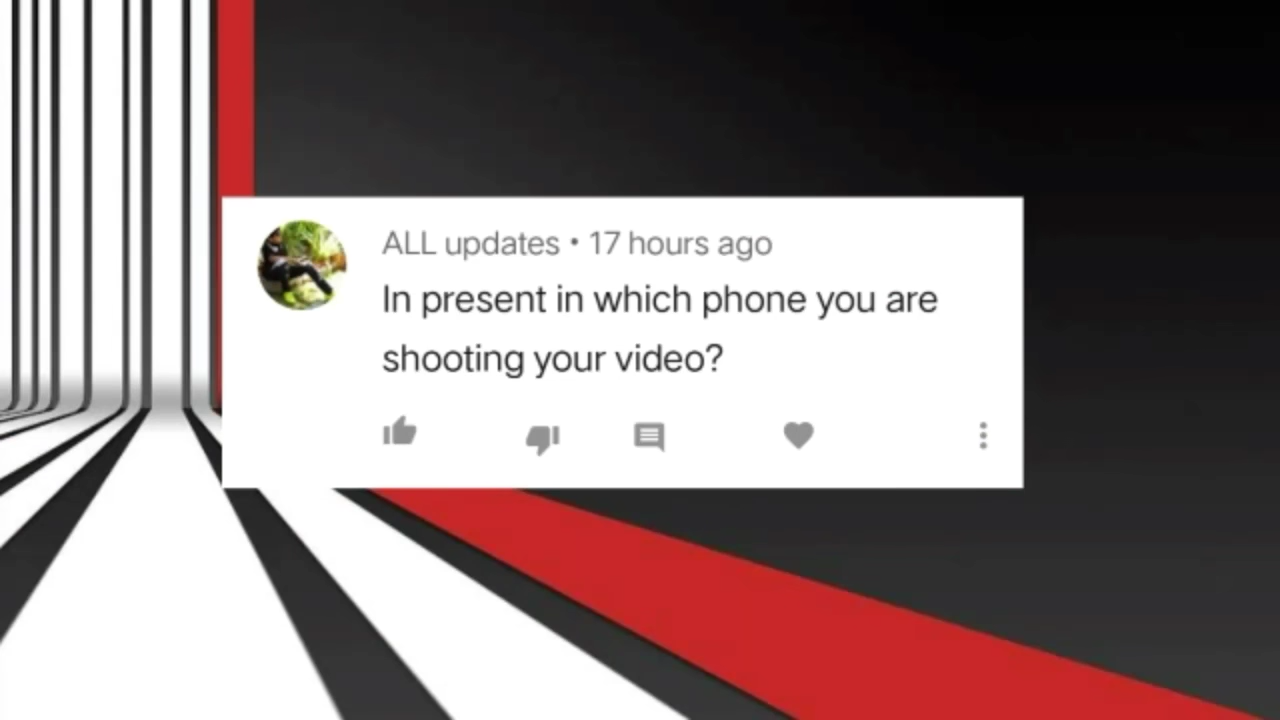 ALL updates • 17 hours ago
In present in which phone you are
shooting your video?